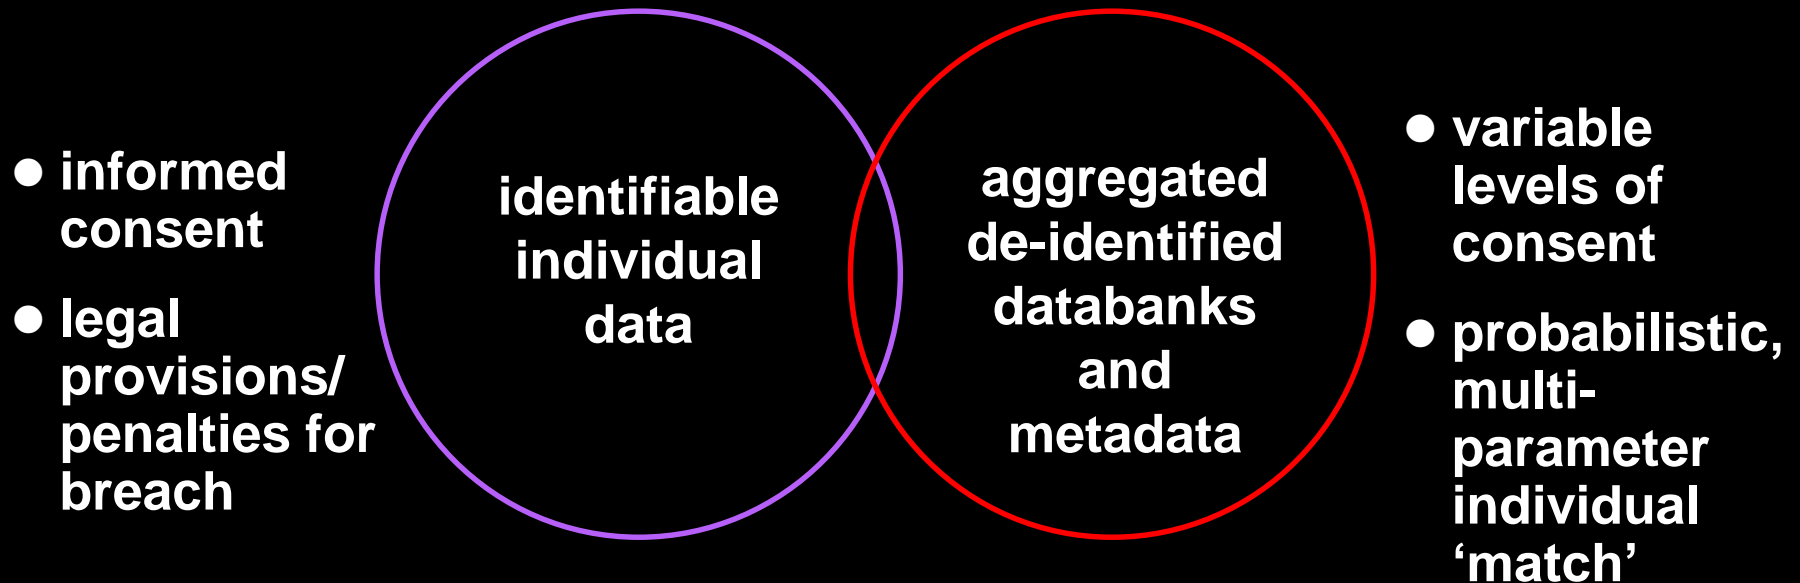 ● informed
consent
● legal
provisions/
penalties for
breach
identifiable
individual
data
aggregated
de-identified
databanks
and
metadata
● variable
levels of
consent
● probabilistic,
multi-
parameter
individual
‘match’